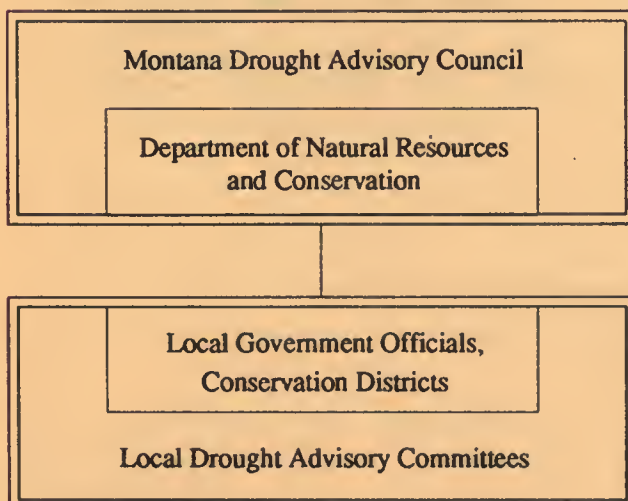 Montana Drought Advisory Council
Department of Natural Resources
and Conservation
Local Government Officials,
Conservation Districts
Local Drought Advisory Committees